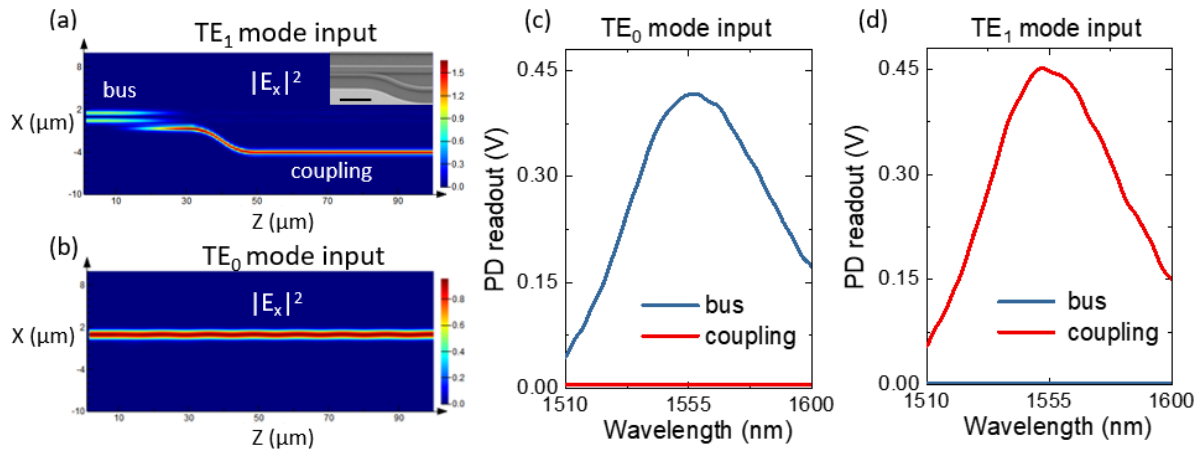 (a)
TE₁ mode input
|Eₓ|²
bus
coupling
X (μm)
8
2
-4
-10
10
30
50
70
90
Z (μm)
1.5
1.2
0.9
0.6
0.3
0.0
(b)
TE₀ mode input
|Eₓ|²
X (μm)
8
2
-4
-10
10
30
50
70
90
Z (μm)
0.8
0.6
0.4
0.2
0.0
(c)
TE₀ mode input
PD readout (V)
0.45
0.30
0.15
0.00
bus
coupling
1510
1555
1600
Wavelength (nm)
(d)
TE₁ mode input
PD readout (V)
0.45
0.30
0.15
0.00
bus
coupling
1510
1555
1600
Wavelength (nm)